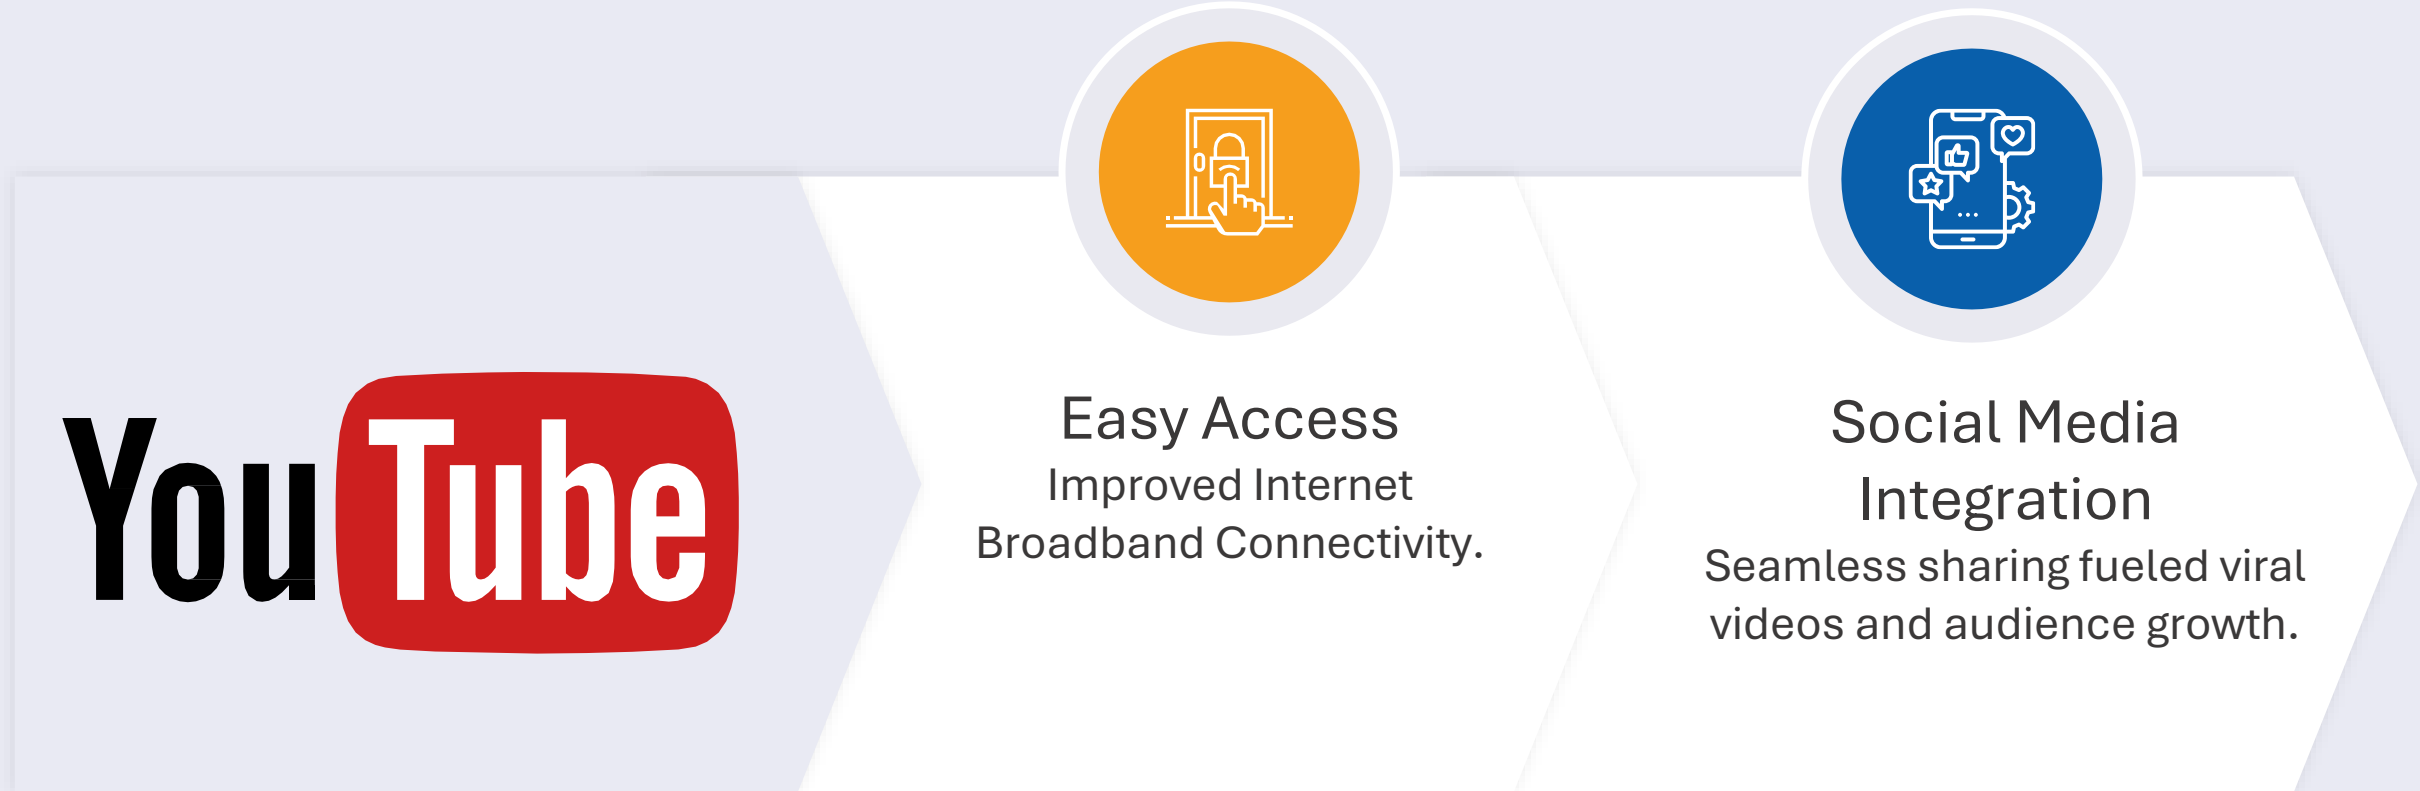 YouTube
Easy Access
Improved Internet
Broadband Connectivity.
Social Media
Integration
Seamless sharing fueled viral
videos and audience growth.